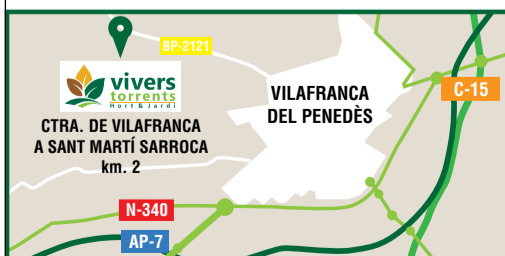 BP-2121
vivers
torrents
Hort & Jardí
CTRA. DE VILAFRANCA
A SANT MARTÍ SARROCA
km. 2
VILAFRANCA
DEL PENEDÈS
C-15
N-340
AP-7